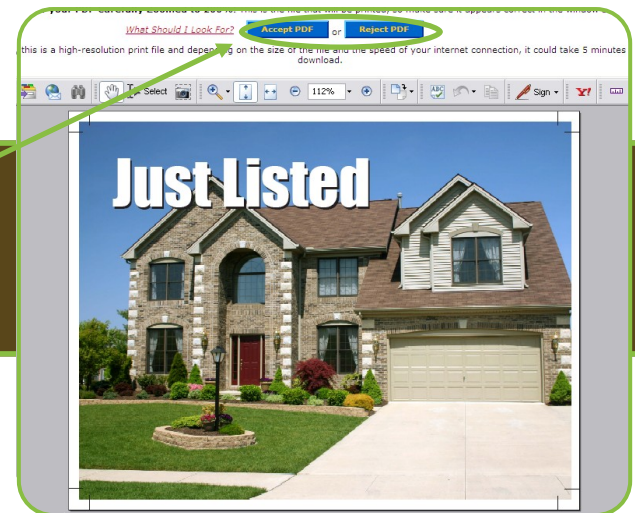 your PDF carefully zoomed to 200%. This is the file that will be printed, so make sure it appears correct in the window
What Should I Look For? Accept PDF or Reject PDF
this is a high-resolution print file and depending on the size of the file and the speed of your internet connection, it could take 5 minutes
download.
Select 112% Sign Y!
Just Listed